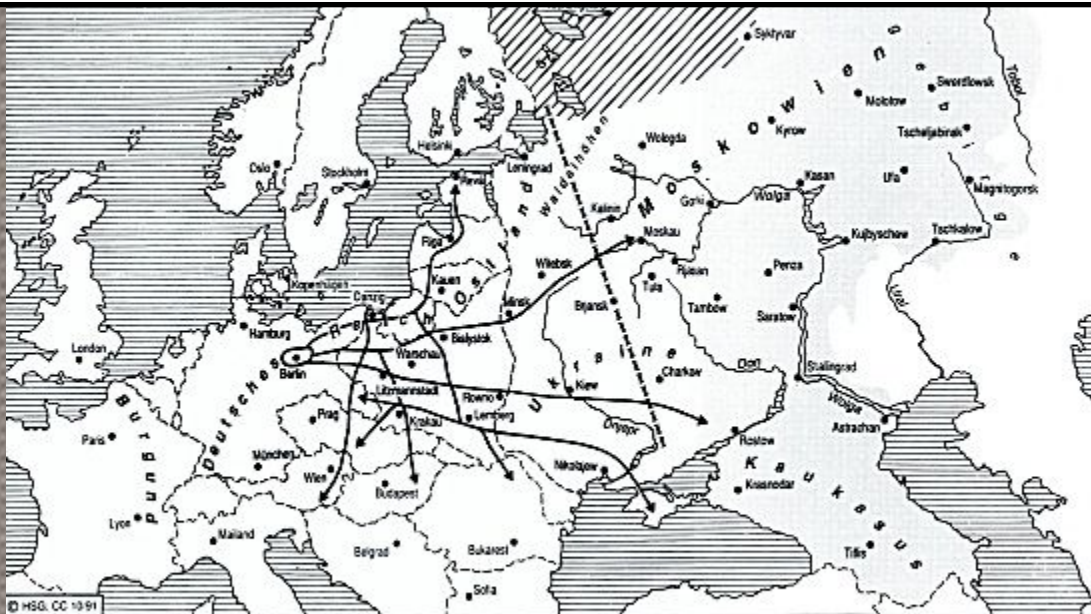 Syktyvar
Swerdlowsk
Tobol
Molotow
Kyrow
Tscheljabinsk
Wologda
Moskowien
Helsinki
Oslo
Stockholm
Leningrad
Reval
Waldaihöhen
Kasan
Ufa
Magnitogorsk
Kalinin
Gorki
Wolga
Riga
Moskau
Kujbyschew
Tschkalow
Ostland
Witebsk
Rjasan
Pensa
Kopenhagen
Kauen
Tula
Danzig
Minsk
Brjansk
Tambow
Saratow
Ural
Hamburg
Bialystok
London
Warschau
Ukraine
Berlin
Deutsches Reich
Litzmannstadt
Kiew
Charkow
Don
Stalingrad
Rowno
Burgund
Prag
Krakau
Lemberg
Dnjepr
Wolga
Astrachan
Paris
Rostow
München
Wien
Nikolajew
Kaukasus
Budapest
Krasnodar
Lyon
Mailand
Belgrad
Bukarest
Tiflis
Sofia
© HSG. CC 10-91